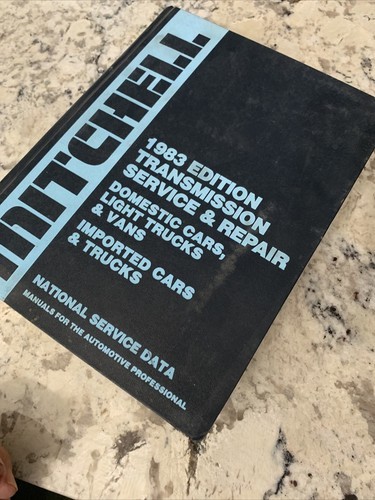 MITCHELL
1983 EDITION
TRANSMISSION
SERVICE & REPAIR
DOMESTIC CARS,
LIGHT TRUCKS
& VANS
IMPORTED CARS
& TRUCKS
NATIONAL SERVICE DATA
MANUALS FOR THE AUTOMOTIVE PROFESSIONAL